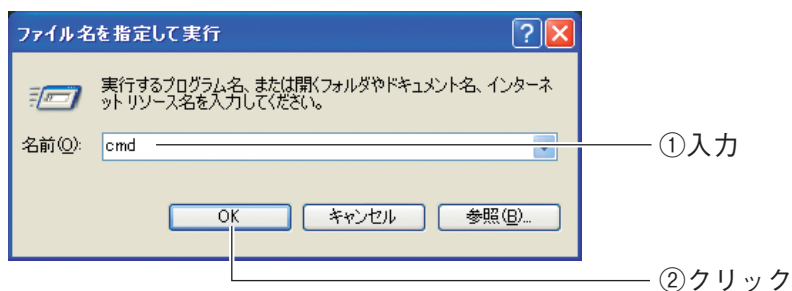 ファイル名を指定して実行
実行するプログラム名、または開くフォルダやドキュメント名、インターネ
ット リソース名を入力してください。
名前(O): cmd
①入力
OK キャンセル 参照(B)...
②クリック